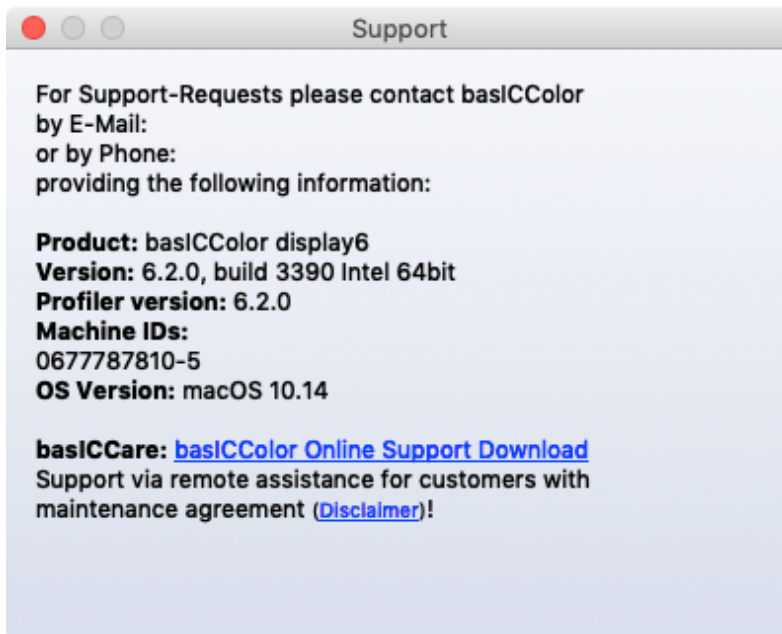 Support
For Support-Requests please contact basICColor
by E-Mail:
or by Phone:
providing the following information:
Product: basICColor display6
Version: 6.2.0, build 3390 Intel 64bit
Profiler version: 6.2.0
Machine IDs:
0677787810-5
OS Version: macOS 10.14
basICCare: basICColor Online Support Download
Support via remote assistance for customers with
maintenance agreement (Disclaimer)!